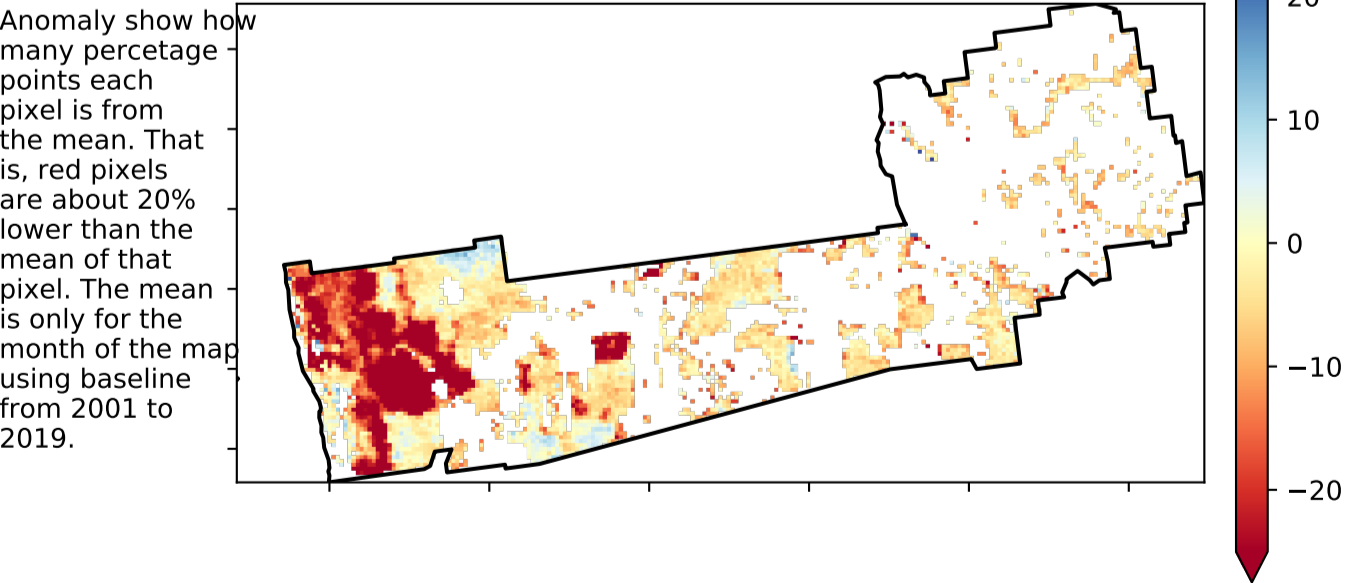 Anomaly show how
many percetage
points each
pixel is from
the mean. That
is, red pixels
are about 20%
lower than the
mean of that
pixel. The mean
is only for the
month of the map
using baseline
from 2001 to
2019.
20
10
0
−10
−20